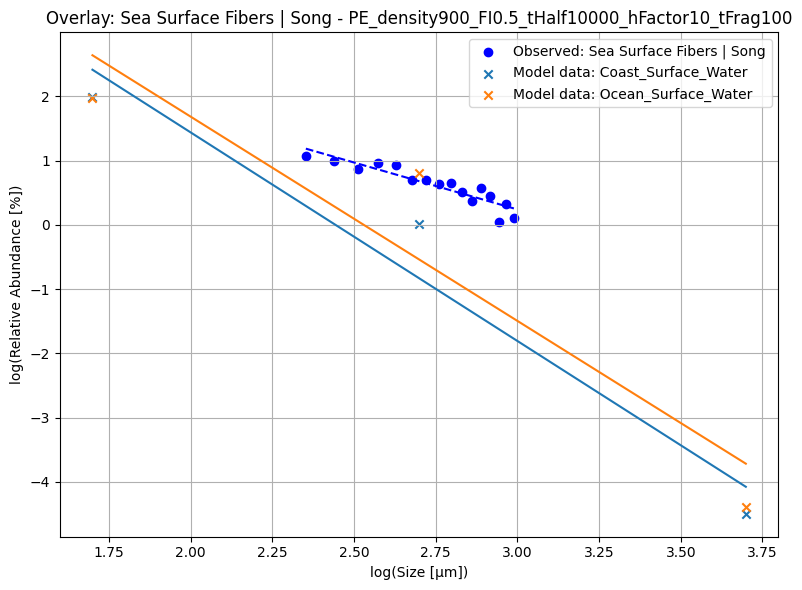 Overlay: Sea Surface Fibers | Song - PE_density900_FI0.5_tHalf10000_hFactor10_tFrag100
Observed: Sea Surface Fibers | Song
Model data: Coast_Surface_Water
Model data: Ocean_Surface_Water
log(Relative Abundance [%])
2
1
0
−1
−2
−3
−4
1.75
2.00
2.25
2.50
2.75
3.00
3.25
3.50
3.75
log(Size [µm])